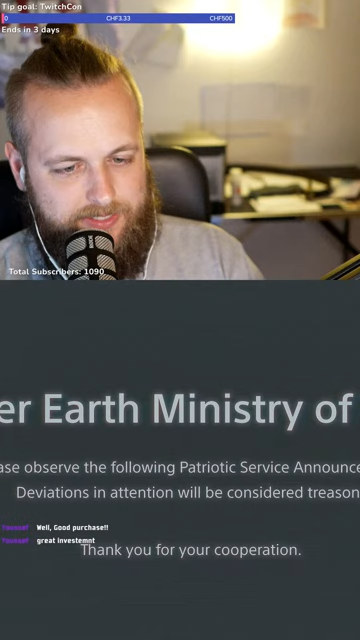 Tip goal: TwitchCon
0 CHF3.33 CHF500
Ends in 3 days
Total Subscribers: 1090
er Earth Ministry of
ase observe the following Patriotic Service Announce
Deviations in attention will be considered treason
Youssef Well, Good purchase!!
Youssef great investemnt
Thank you for your cooperation.